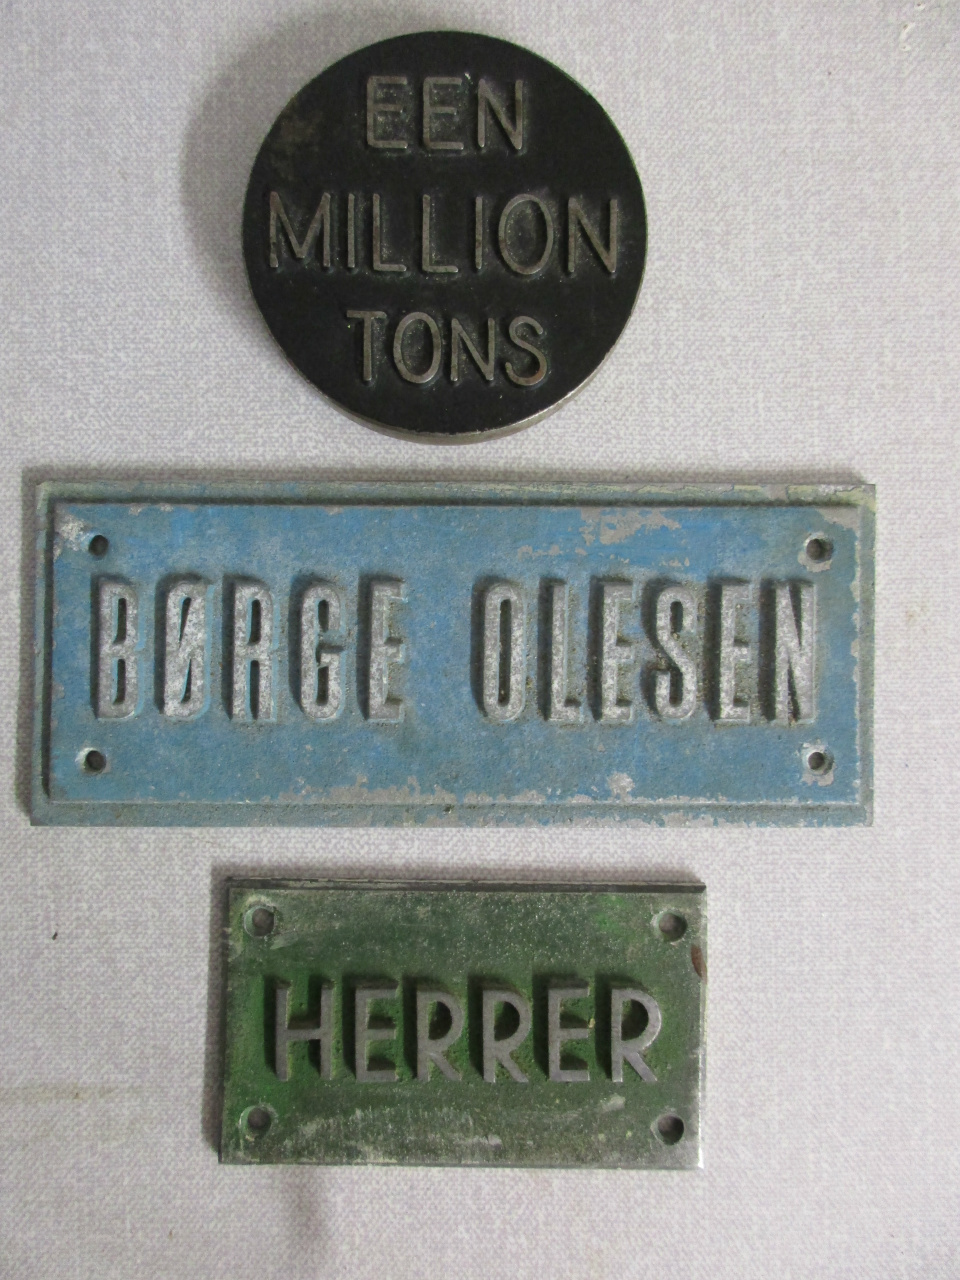 EEN
MILLION
TONS
BØRGE OLESEN
HERRER